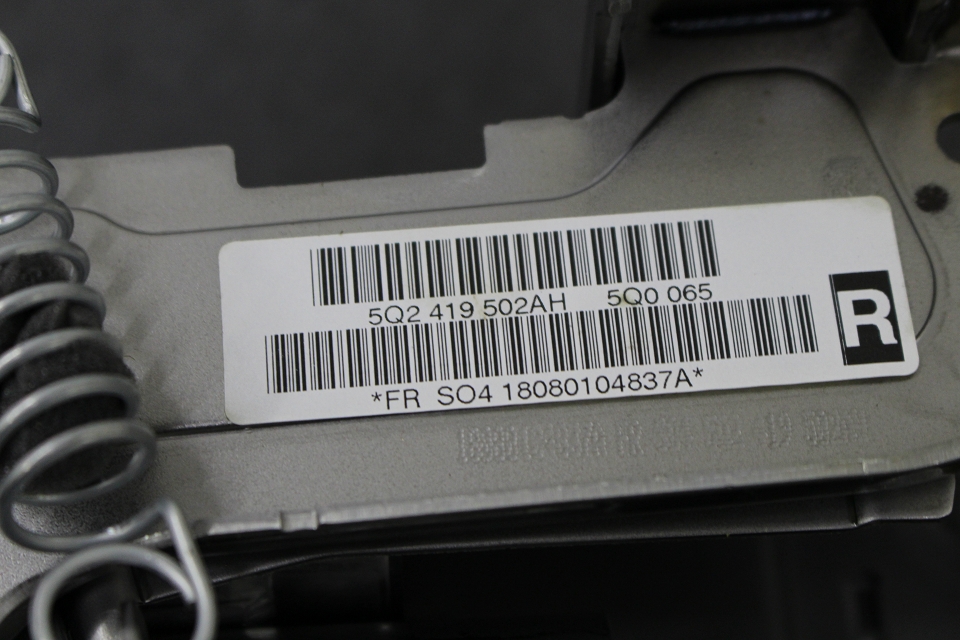 5Q2 419 502AH 5Q0 065
R
*FR SO4 18080104837A*